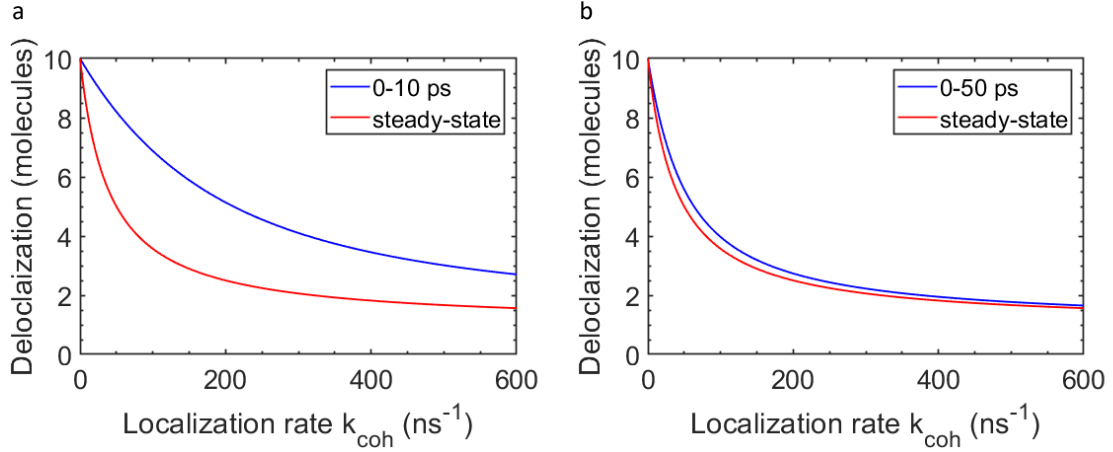 a
Delocalization (molecules)
10
8
6
4
2
0
0-10 ps
steady-state
0
200
400
600
Localization rate k_coh (ns^-1)
b
Deloclaization (molecules)
10
8
6
4
2
0
0-50 ps
steady-state
0
200
400
600
Localization rate k_coh (ns^-1)